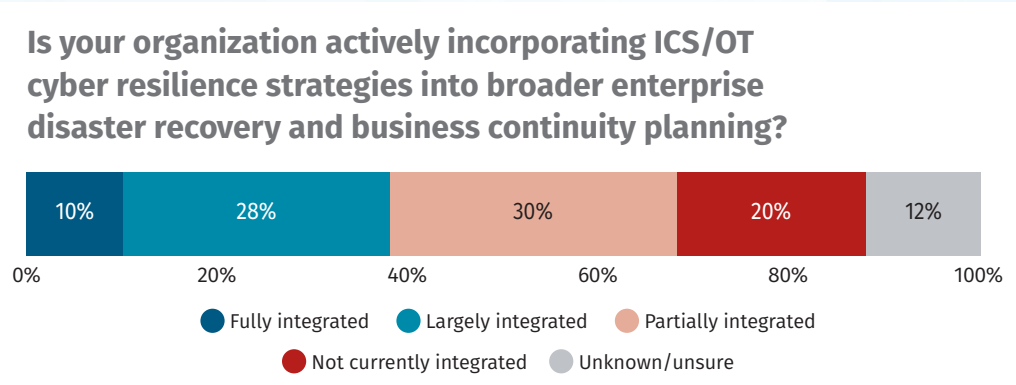 Is your organization actively incorporating ICS/OT
cyber resilience strategies into broader enterprise
disaster recovery and business continuity planning?
10% 28% 30% 20% 12%
0% 20% 40% 60% 80% 100%
Fully integrated Largely integrated Partially integrated
Not currently integrated Unknown/unsure